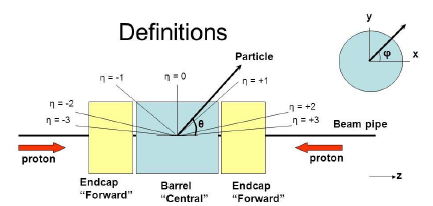 Definitions
y
x
φ
Particle
η = -1
η = 0
η = +1
η = -2
η = -3
θ
η = +2
η = +3
Beam pipe
proton
proton
z
Endcap
"Forward"
Barrel
"Central"
Endcap
"Forward"